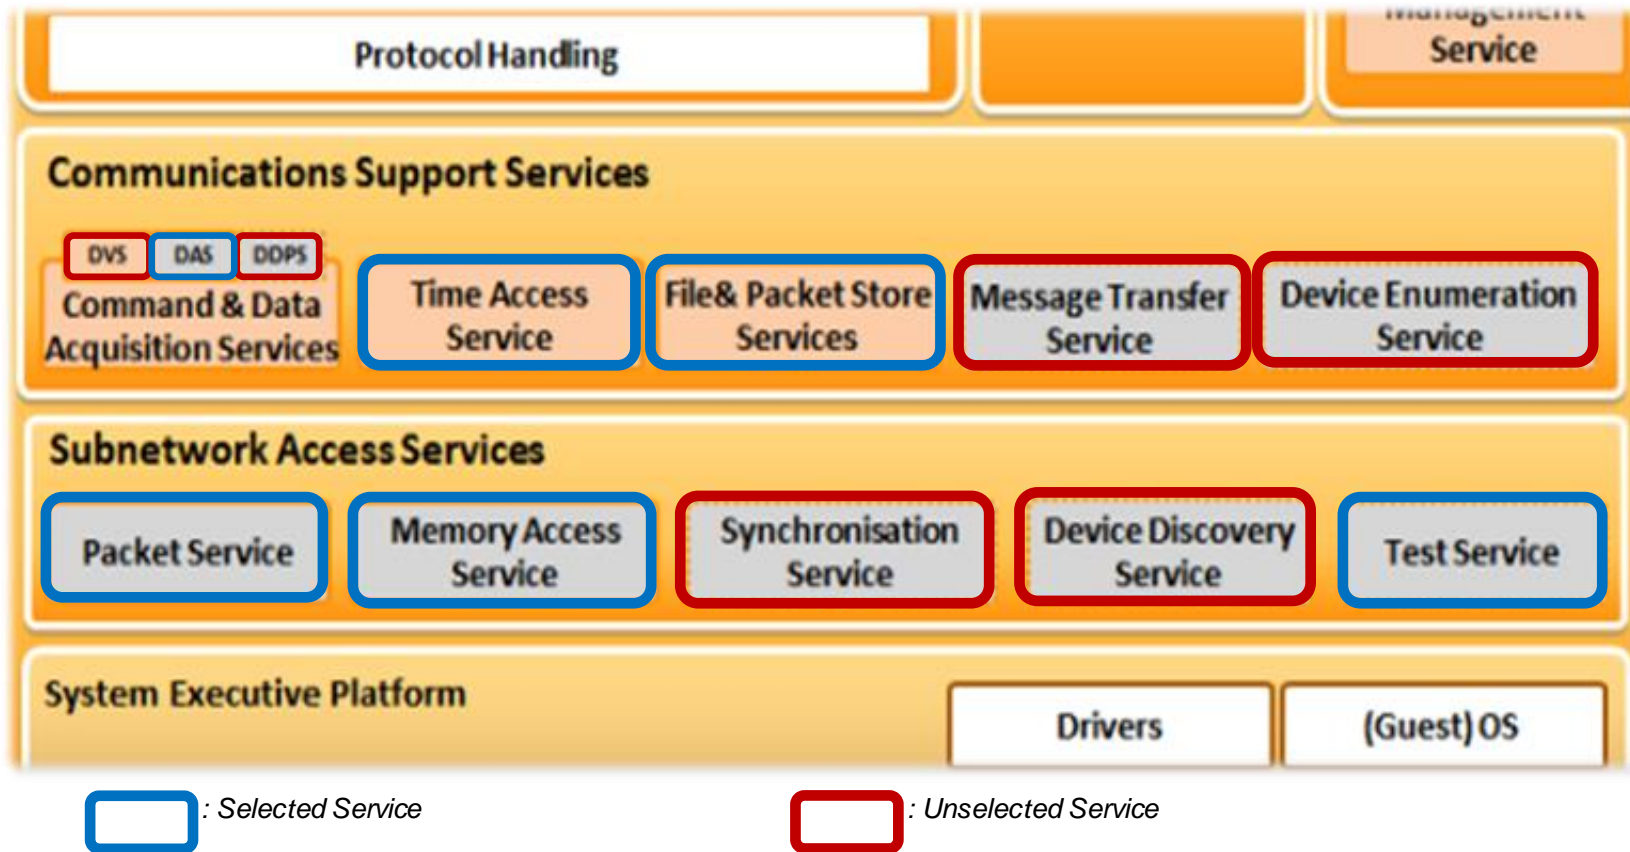 Management
Protocol Handling
Service
Communications Support Services
DVS DAS DDPS
Command & Data
Acquisition Services
Time Access
Service
File& Packet Store
Services
Message Transfer
Service
Device Enumeration
Service
Subnetwork Access Services
Packet Service
Memory Access
Service
Synchronisation
Service
Device Discovery
Service
Test Service
System Executive Platform
Drivers
(Guest) OS
: Selected Service
: Unselected Service